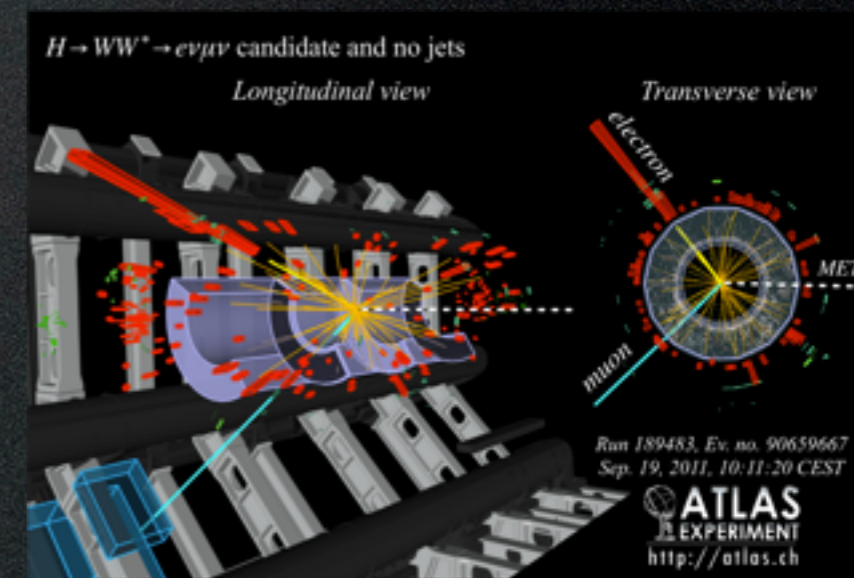 H→WW*→eνμν candidate and no jets
Longitudinal view
Transverse view
electron
MET
muon
Run 189483, Ev. no. 90659667
Sep. 19, 2011, 10:11:20 CEST
ATLAS
EXPERIMENT
http://atlas.ch